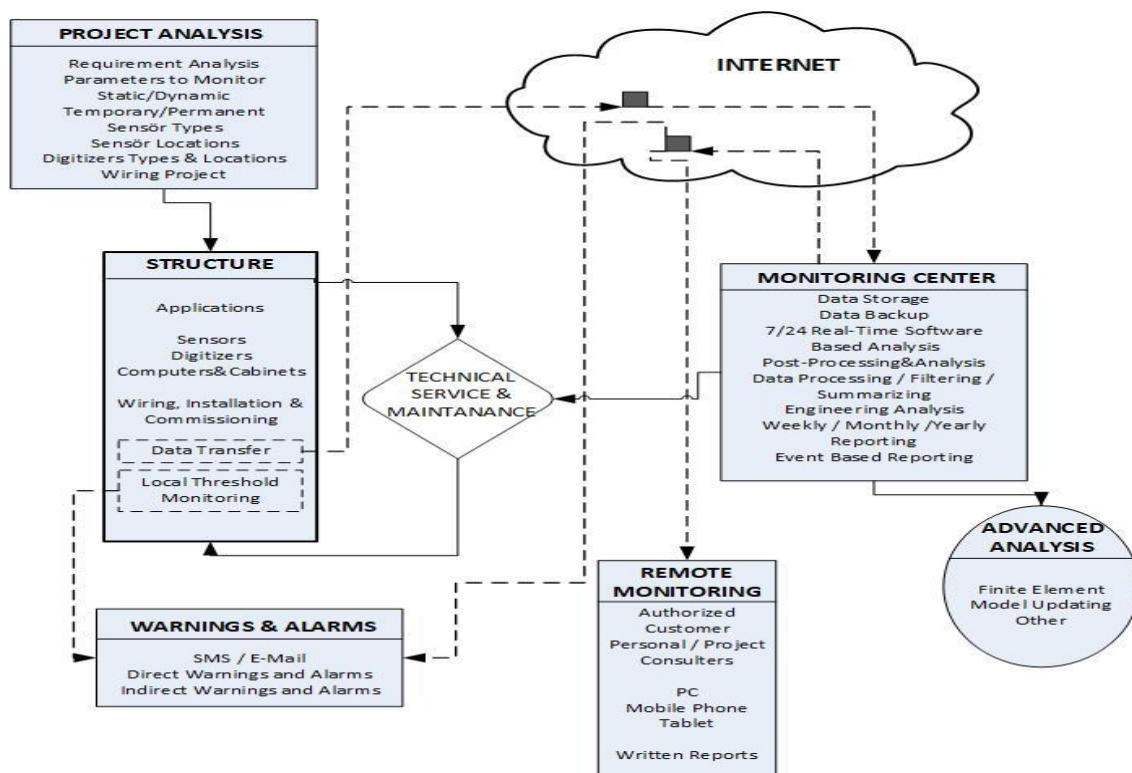 PROJECT ANALYSIS
Requirement Analysis
Parameters to Monitor
Static/Dynamic
Temporary/Permanent
Sensör Types
Sensör Locations
Digitizers Types & Locations
Wiring Project
INTERNET
STRUCTURE
Applications
Sensors
Digitizers
Computers&Cabinets
Wiring, Installation &
Commissioning
Data Transfer
Local Threshold
Monitoring
TECHNICAL
SERVICE &
MAINTANANCE
MONITORING CENTER
Data Storage
Data Backup
7/24 Real-Time Software
Based Analysis
Post-Processing&Analysis
Data Processing / Filtering /
Summarizing
Engineering Analysis
Weekly / Monthly /Yearly
Reporting
Event Based Reporting
ADVANCED
ANALYSIS
Finite Element
Model Updating
Other
WARNINGS & ALARMS
SMS / E-Mail
Direct Warnings and Alarms
Indirect Warnings and Alarms
REMOTE
MONITORING
Authorized
Customer
Personal / Project
Consulters
PC
Mobile Phone
Tablet
Written Reports